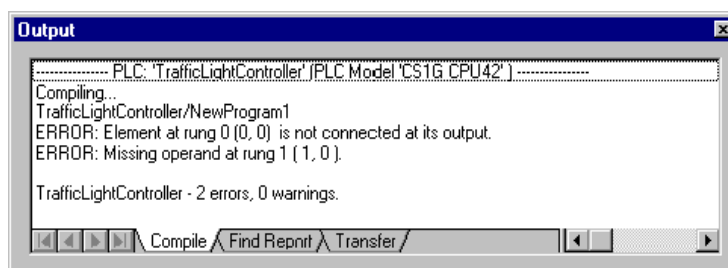 Output
--------------- PLC: 'TrafficLightController' (PLC Model 'CS1G CPU42' ) ---------------
Compiling...
TrafficLightController/NewProgram1
ERROR: Element at rung 0 (0, 0)  is not connected at its output.
ERROR: Missing operand at rung 1 ( 1, 0 ).
TrafficLightController - 2 errors, 0 warnings.
Compile Find Report Transfer